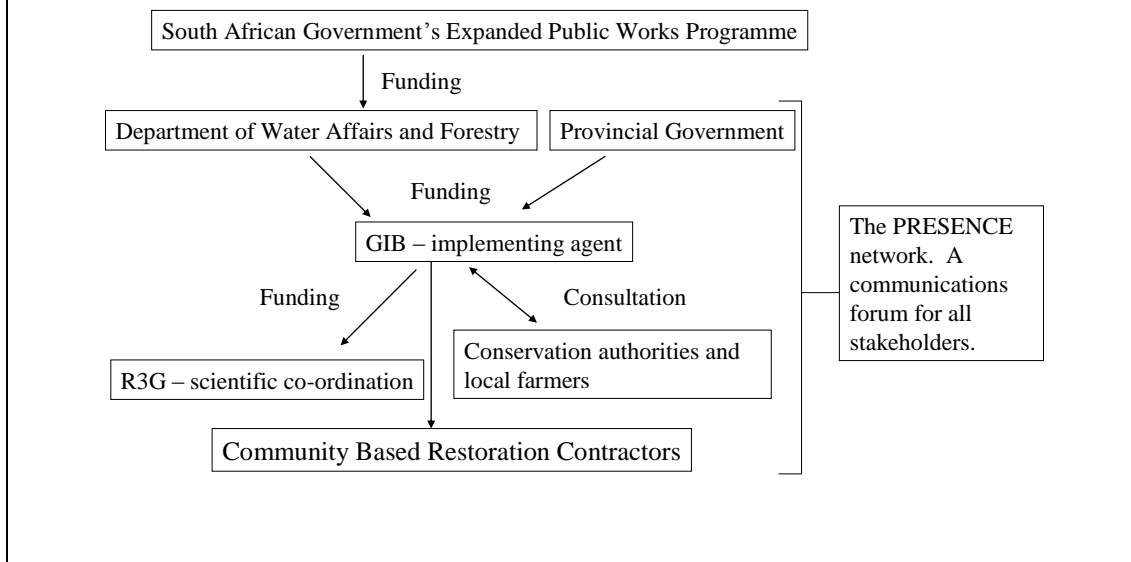 South African Government’s Expanded Public Works Programme
Funding
Department of Water Affairs and Forestry
Provincial Government
Funding
GIB – implementing agent
The PRESENCE
network.  A
communications
forum for all
stakeholders.
Funding
Consultation
R3G – scientific co-ordination
Conservation authorities and
local farmers
Community Based Restoration Contractors